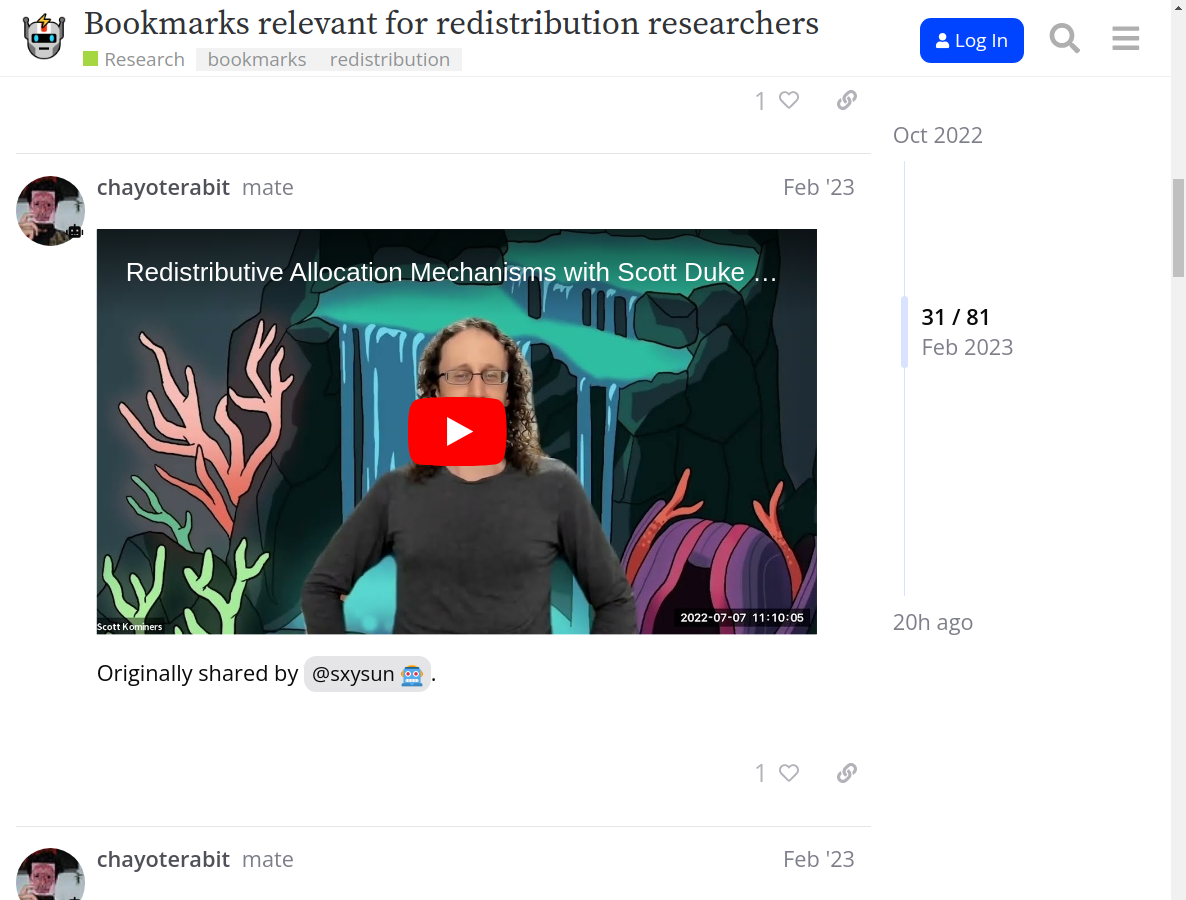 Bookmarks relevant for redistribution researchers
Research bookmarks redistribution
Log In
1
Oct 2022
chayoterabit mate Feb '23
Redistributive Allocation Mechanisms with Scott Duke …
31 / 81
Feb 2023
Scott Kominers
2022-07-07 11:10:05
20h ago
Originally shared by @sxysun .
1
chayoterabit mate Feb '23